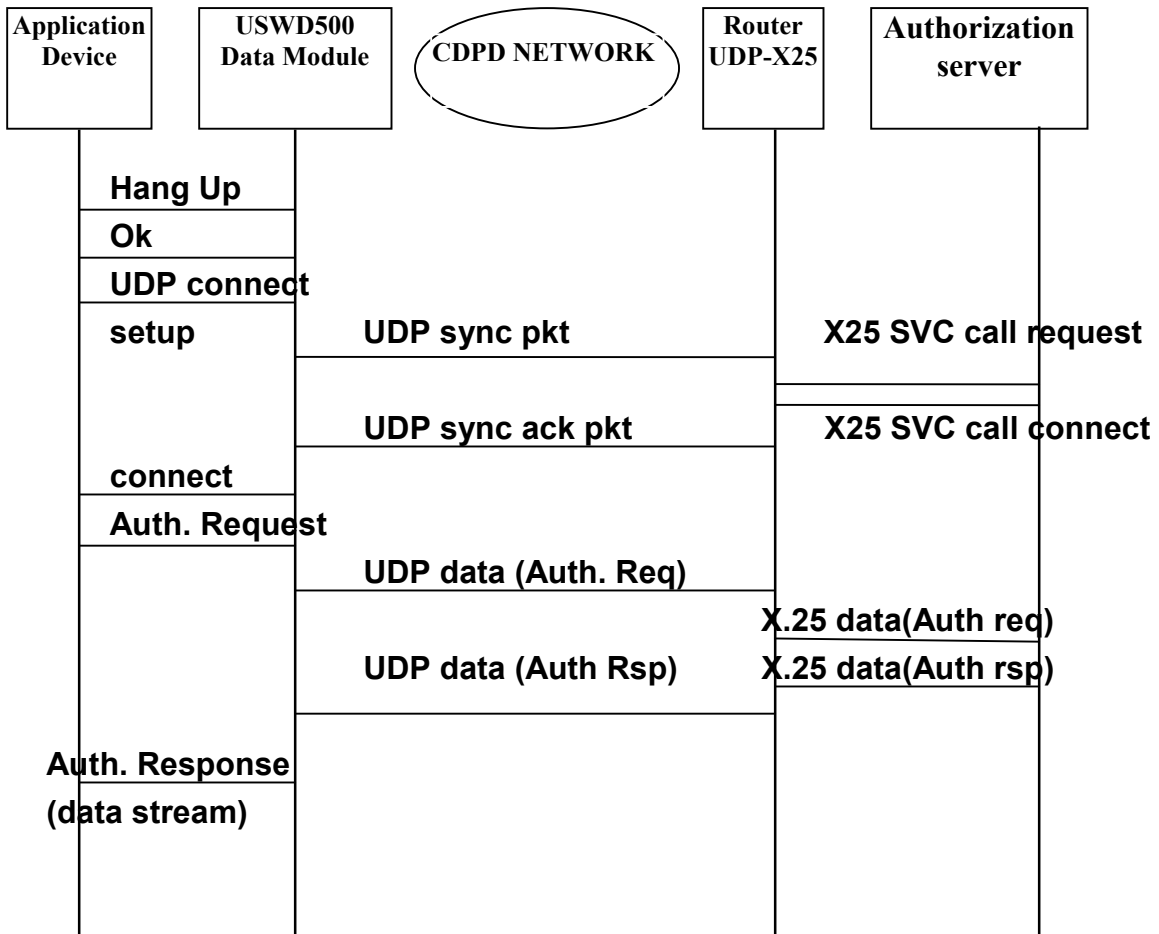 Application
Device
USWD500
Data Module
CDPD NETWORK
Router
UDP-X25
Authorization
server
Hang Up
Ok
UDP connect
setup
UDP sync pkt
X25 SVC call request
UDP sync ack pkt
X25 SVC call connect
connect
Auth. Request
UDP data (Auth. Req)
X.25 data(Auth req)
UDP data (Auth Rsp)
X.25 data(Auth rsp)
Auth. Response
(data stream)